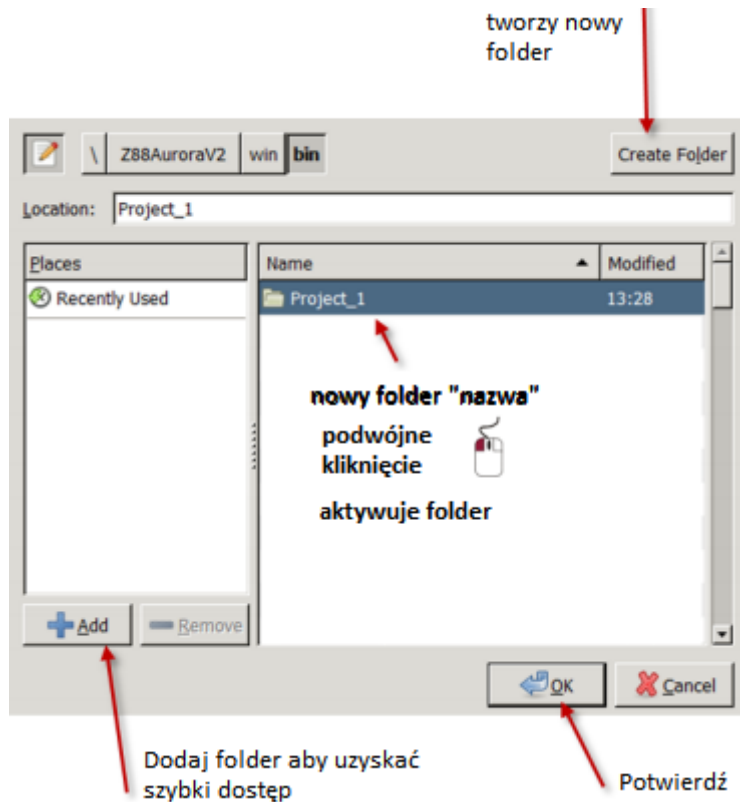 tworzy nowy
folder
\ Z88AuroraV2 win bin Create Folder
Location: Project_1
Places Name Modified
Recently Used Project_1 13:28
nowy folder "nazwa"
podwójne
kliknięcie
aktywuje folder
Add Remove
OK Cancel
Dodaj folder aby uzyskać
szybki dostęp
Potwierdź